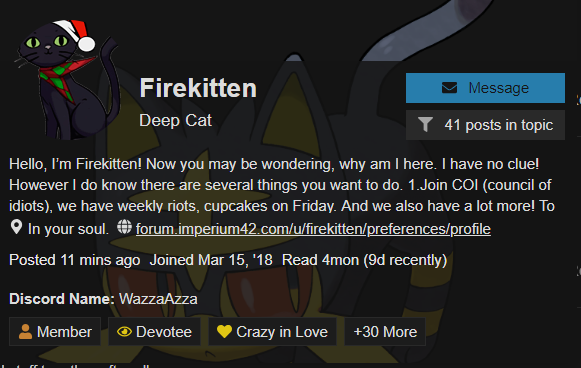 Firekitten
Message
Deep Cat
41 posts in topic
Hello, I'm Firekitten! Now you may be wondering, why am I here. I have no clue!
However I do know there are several things you want to do. 1.Join COI (council of
idiots), we have weekly riots, cupcakes on Friday. And we also have a lot more! To
In your soul. forum.imperium42.com/u/firekitten/preferences/profile
Posted 11 mins ago Joined Mar 15, '18 Read 4mon (9d recently)
Discord Name: WazzaAzza
Member Devotee Crazy in Love +30 More